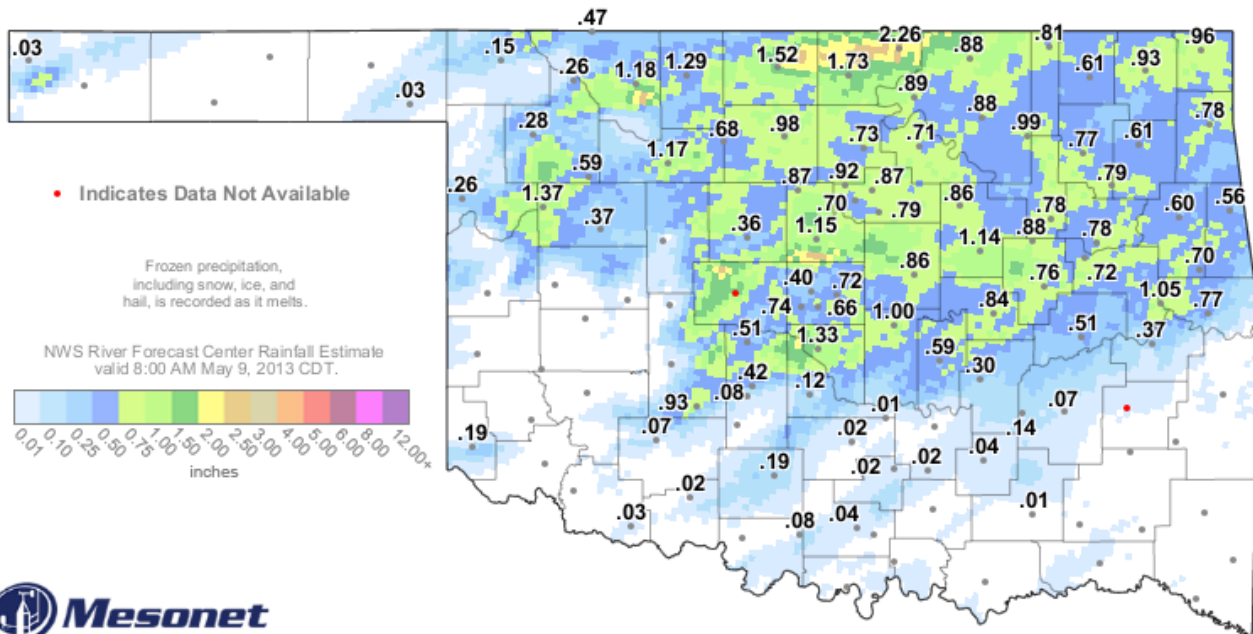 .47
.03 .15 2.26 .88 .81 .96
.26 1.18 1.29 1.52 1.73 .61 .93
.03 .89 .88 .78
.28 .68 .98 .73 .71 .99 .77 .61
.59 1.17
• Indicates Data Not Available
.26 1.37 .87 .92 .87 .86 .79
.37 .36 .70 .79 .78 .60 .56
1.15 1.14 .88 .78
Frozen precipitation,
including snow, ice, and
hail, is recorded as it melts.
.86 .76 .72 .70
.40 .72
.74 .66 1.00 .84 1.05 .77
NWS River Forecast Center Rainfall Estimate
valid 8:00 AM May 9, 2013 CDT.
.51 1.33 .59 .51 .37
.42 .30
.08 .12
.93 .01 .07
0.01 0.10 0.25 0.50 0.75 1.00 1.50 2.00 2.50 3.00 4.00 5.00 6.00 8.00 12.00+
inches
.19 .07 .02 .14
.19 .02 .04
.02
.03 .08 .04 .01
Mesonet